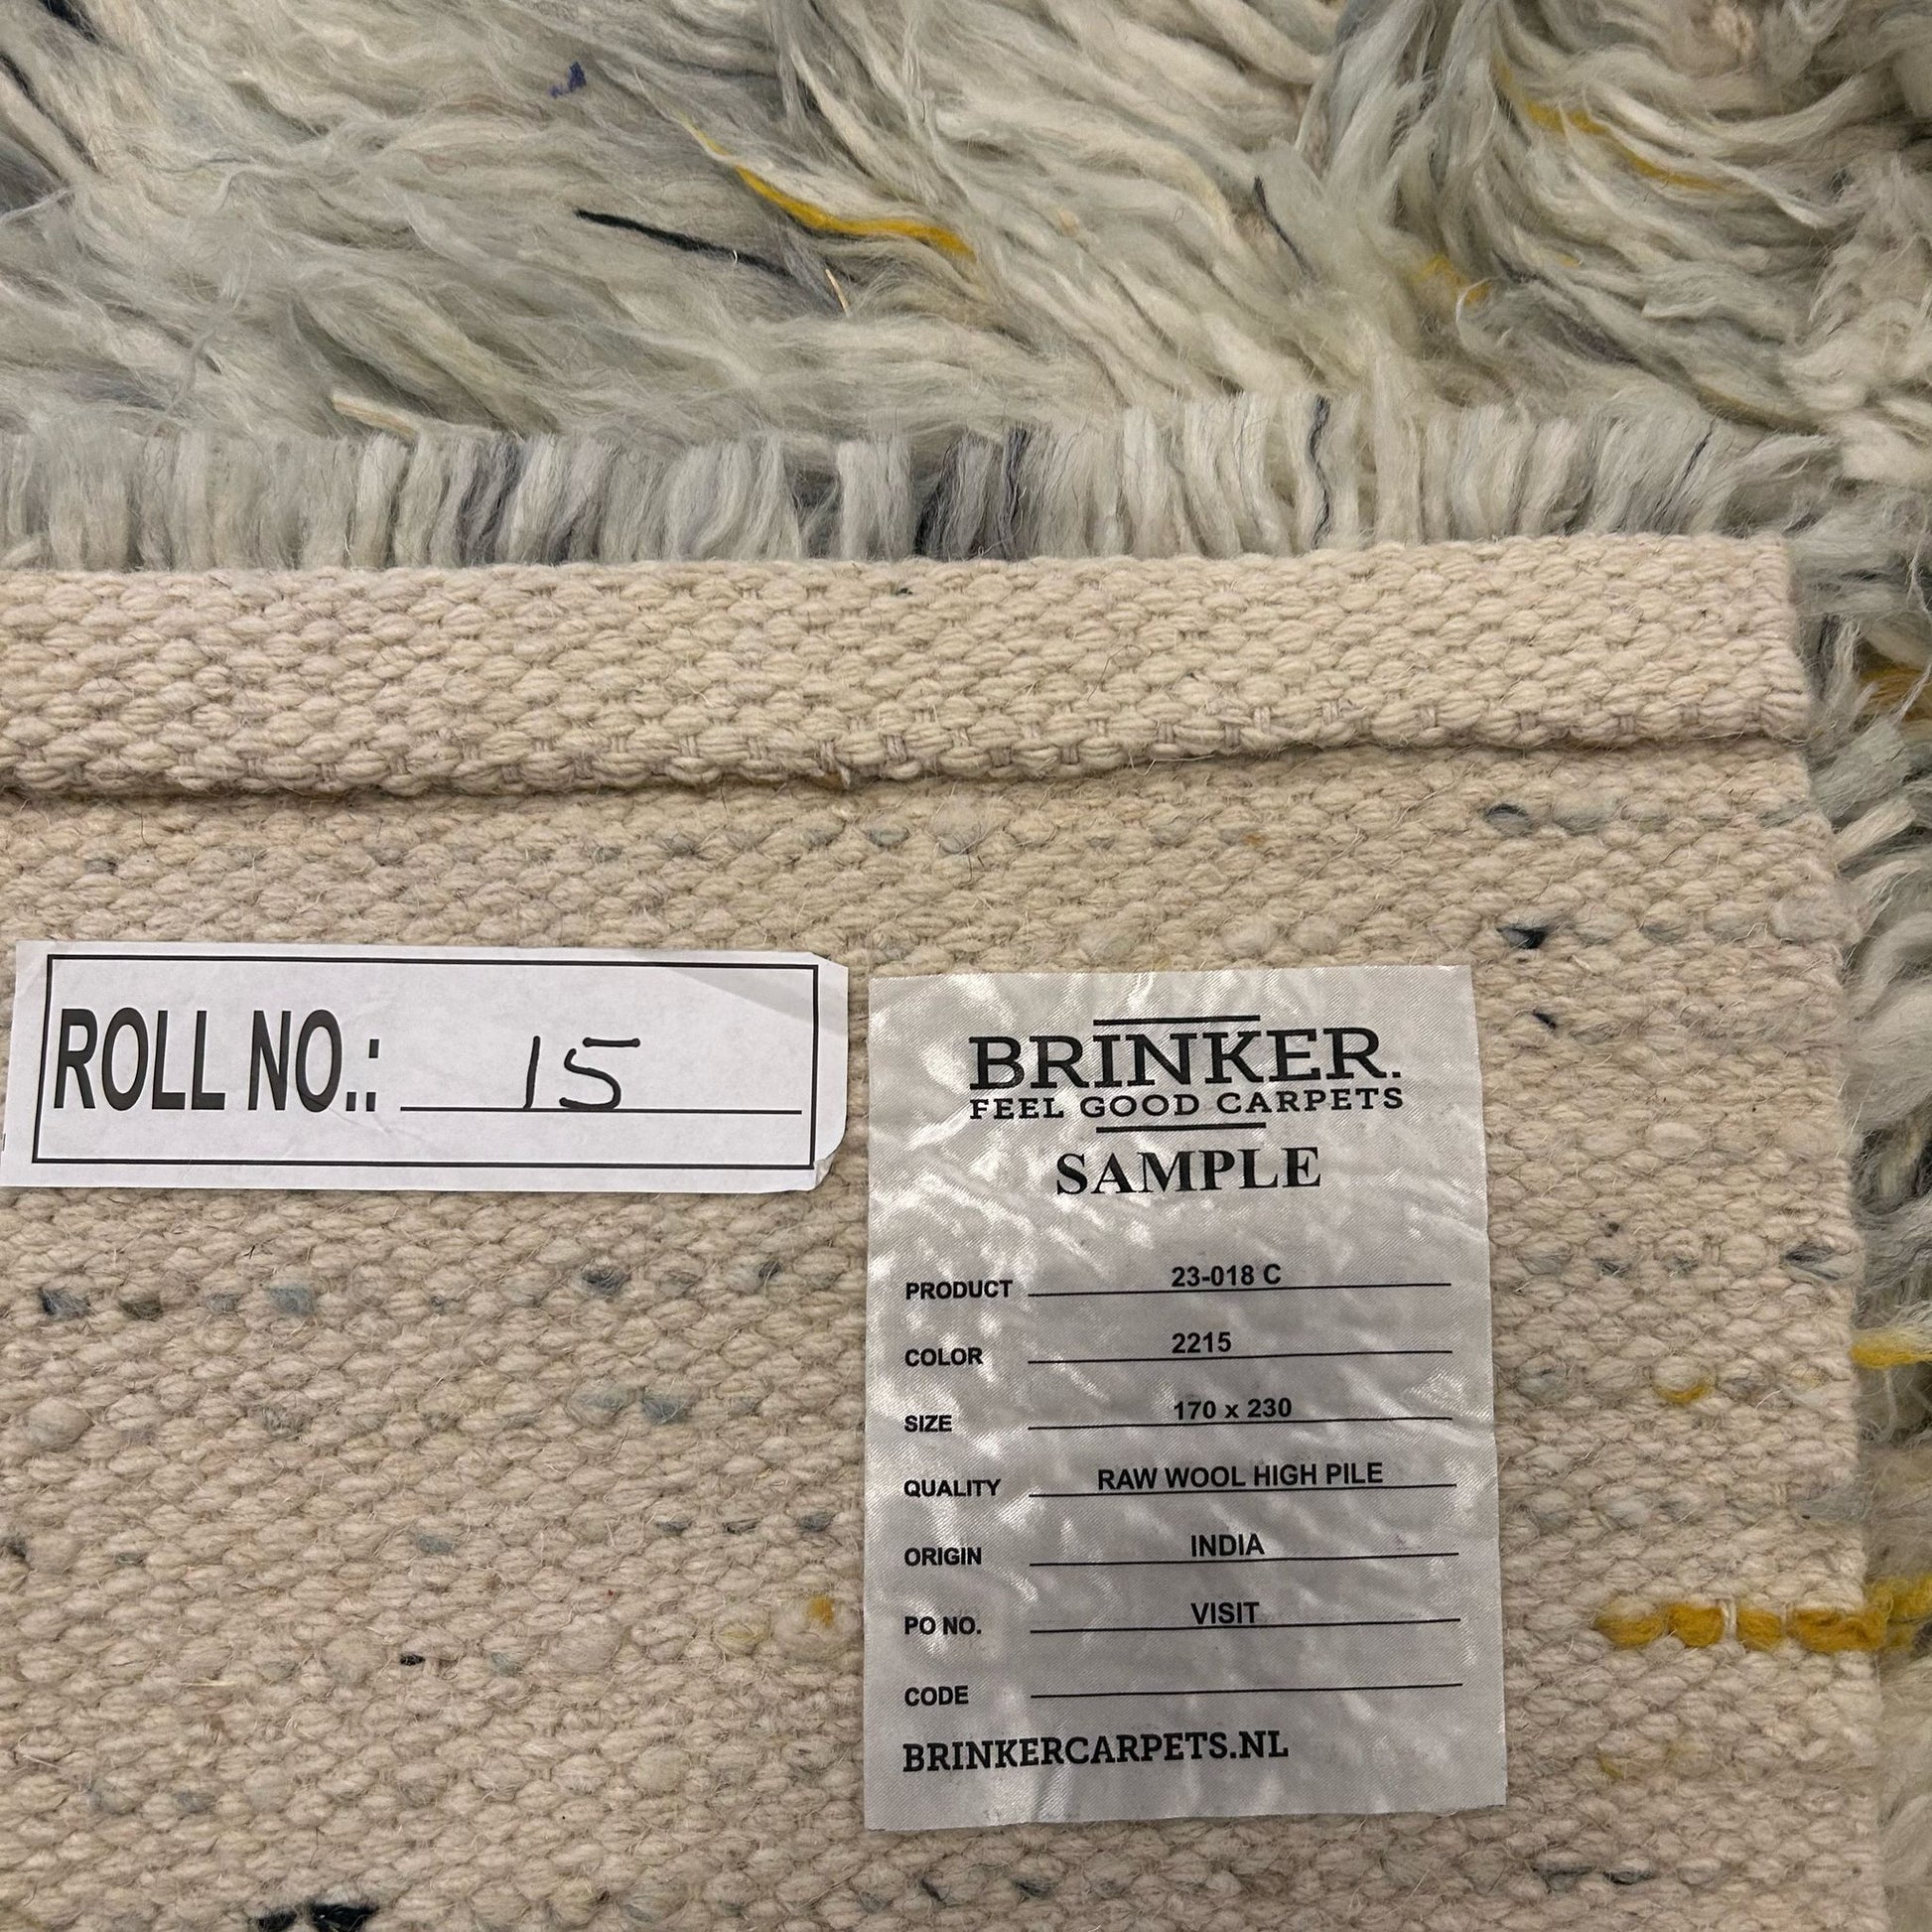 ROLL NO.: 15
BRINKER.
FEEL GOOD CARPETS
SAMPLE
PRODUCT 23-018 C
COLOR 2215
SIZE 170 x 230
QUALITY RAW WOOL HIGH PILE
ORIGIN INDIA
PO NO. VISIT
CODE
BRINKERCARPETS.NL